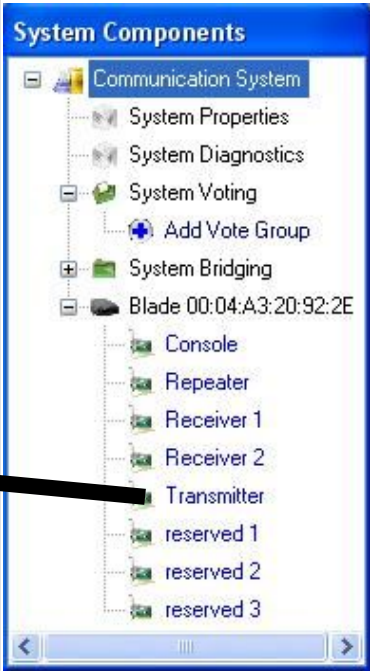 System Components
Communication System
System Properties
System Diagnostics
System Voting
Add Vote Group
System Bridging
Blade 00:04:A3:20:92:2E
Console
Repeater
Receiver 1
Receiver 2
Transmitter
reserved 1
reserved 2
reserved 3